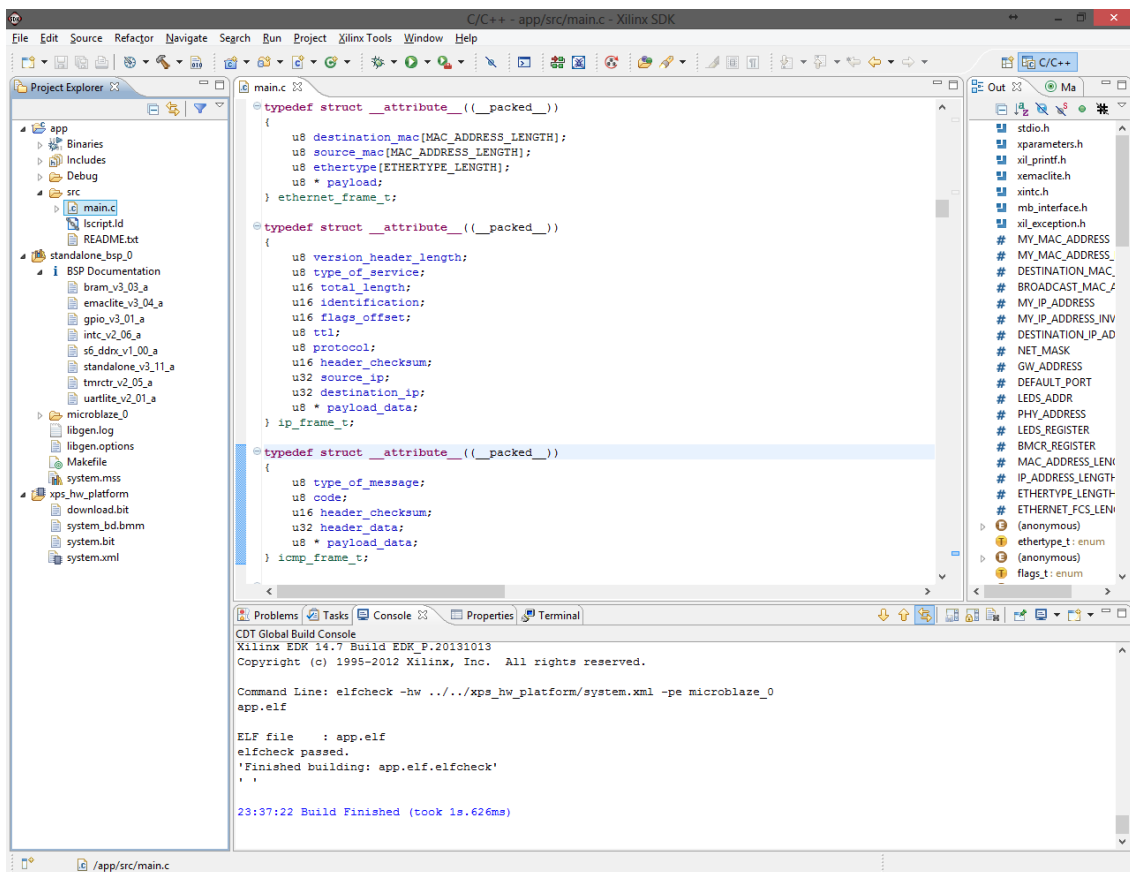 C/C++ - app/src/main.c - Xilinx SDK
File Edit Source Refactor Navigate Search Run Project Xilinx Tools Window Help
C/C++
Project Explorer
app
Binaries
Includes
Debug
src
main.c
lscript.ld
README.txt
standalone_bsp_0
BSP Documentation
bram_v3_03_a
emaclite_v3_04_a
gpio_v3_01_a
intc_v2_06_a
s6_ddrx_v1_00_a
standalone_v3_11_a
tmrctr_v2_05_a
uartlite_v2_01_a
microblaze_0
libgen.log
libgen.options
Makefile
system.mss
xps_hw_platform
download.bit
system_bd.bmm
system.bit
system.xml
main.c
typedef struct __attribute__((__packed__))
{
u8 destination_mac[MAC_ADDRESS_LENGTH];
u8 source_mac[MAC_ADDRESS_LENGTH];
u8 ethertype[ETHERTYPE_LENGTH];
u8 * payload;
} ethernet_frame_t;
typedef struct __attribute__((__packed__))
{
u8 version_header_length;
u8 type_of_service;
u16 total_length;
u16 identification;
u16 flags_offset;
u8 ttl;
u8 protocol;
u16 header_checksum;
u32 source_ip;
u32 destination_ip;
u8 * payload_data;
} ip_frame_t;
typedef struct __attribute__((__packed__))
{
u8 type_of_message;
u8 code;
u16 header_checksum;
u32 header_data;
u8 * payload_data;
} icmp_frame_t;
Out Ma
stdio.h
xparameters.h
xil_printf.h
xemaclite.h
xintc.h
mb_interface.h
xil_exception.h
# MY_MAC_ADDRESS
# MY_MAC_ADDRESS_
# DESTINATION_MAC_
# BROADCAST_MAC_A
# MY_IP_ADDRESS
# MY_IP_ADDRESS_INV
# DESTINATION_IP_AD
# NET_MASK
# GW_ADDRESS
# DEFAULT_PORT
# LEDS_ADDR
# PHY_ADDRESS
# LEDS_REGISTER
# BMCR_REGISTER
# MAC_ADDRESS_LEN
# IP_ADDRESS_LENGTH
# ETHERTYPE_LENGTH
# ETHERNET_FCS_LEN
(anonymous)
ethertype_t : enum
(anonymous)
flags_t : enum
Problems Tasks Console Properties Terminal
CDT Global Build Console
Xilinx EDK 14.7 Build EDK_P.20131013
Copyright (c) 1995-2012 Xilinx, Inc. All rights reserved.
Command Line: elfcheck -hw ../../xps_hw_platform/system.xml -pe microblaze_0
app.elf
ELF file : app.elf
elfcheck passed.
'Finished building: app.elf.elfcheck'
' '
23:37:22 Build Finished (took 1s.626ms)
/app/src/main.c